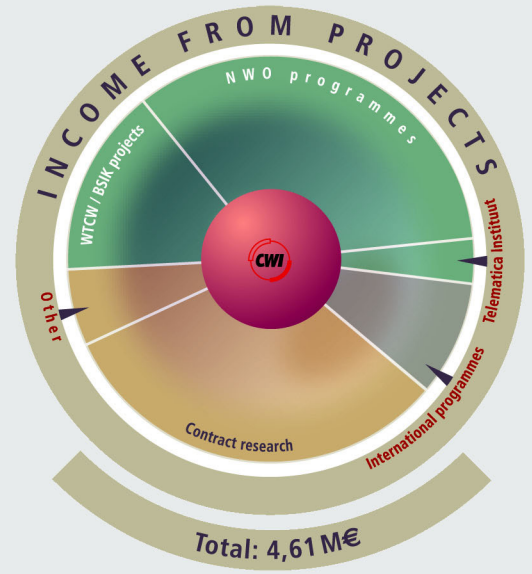 INCOME FROM PROJECTS
NWO programmes
WTCW / BSIK projects
Telematica Instituut
CWI
Other
International programmes
Contract research
Total: 4,61 M€